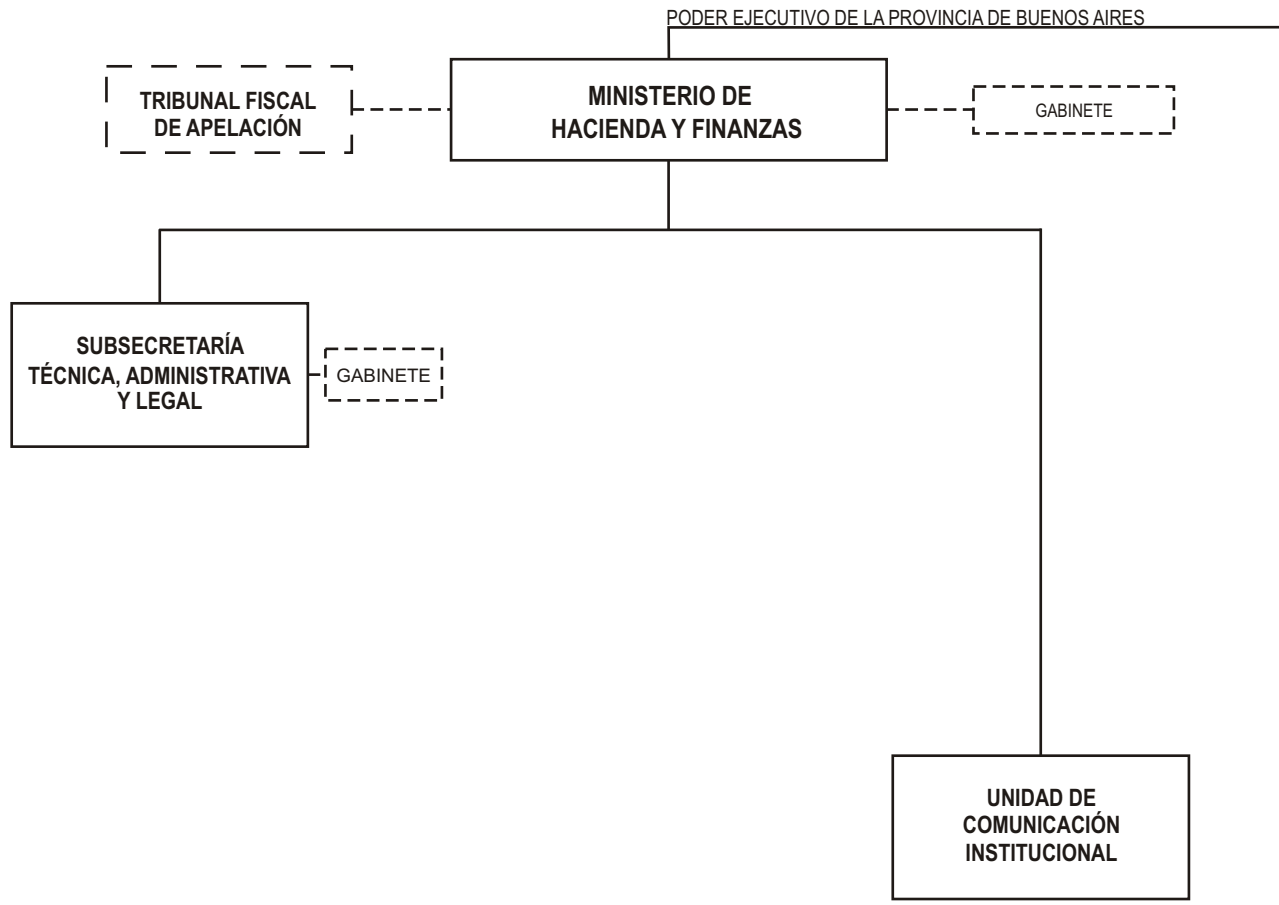 PODER EJECUTIVO DE LA PROVINCIA DE BUENOS AIRES
TRIBUNAL FISCAL
DE APELACIÓN
MINISTERIO DE
HACIENDA Y FINANZAS
GABINETE
SUBSECRETARÍA
TÉCNICA, ADMINISTRATIVA
Y LEGAL
GABINETE
UNIDAD DE
COMUNICACIÓN
INSTITUCIONAL